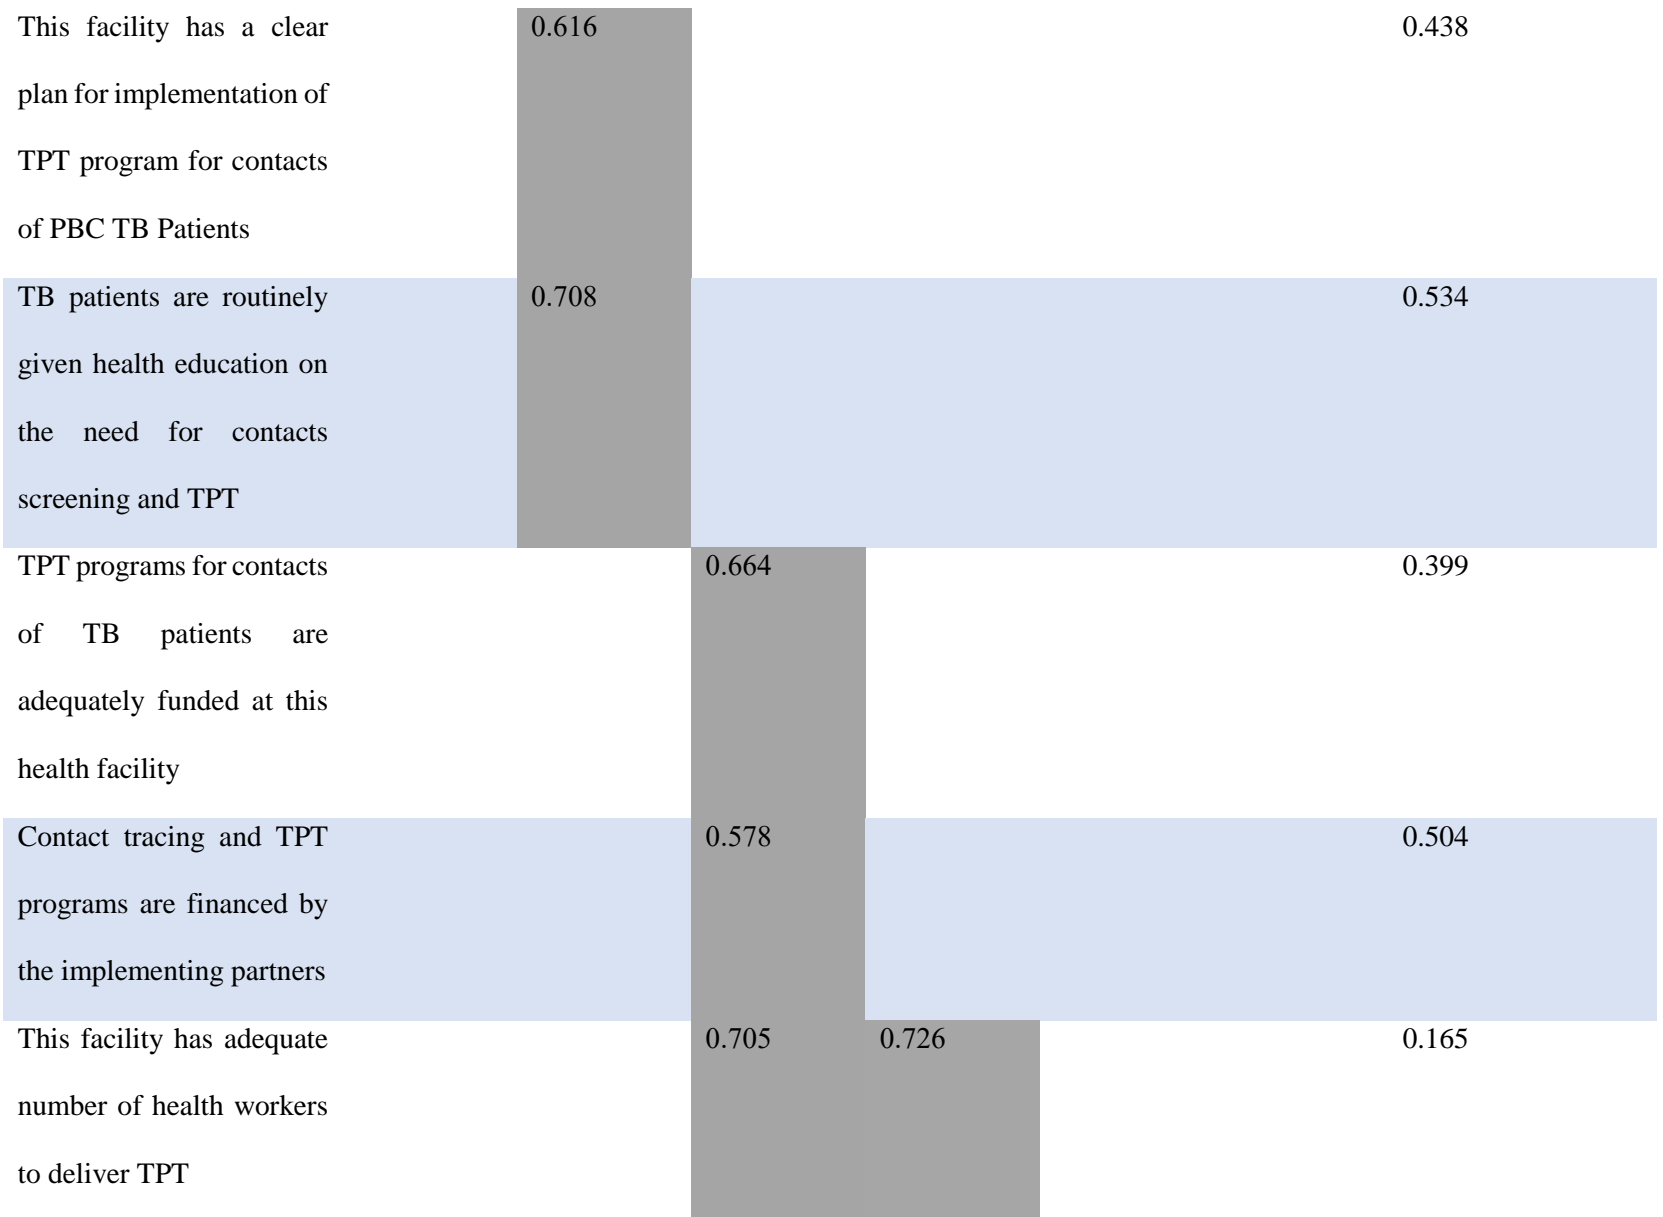 This facility has a clear 0.616 0.438
plan for implementation of
TPT program for contacts
of PBC TB Patients
TB patients are routinely 0.708 0.534
given health education on
the need for contacts
screening and TPT
TPT programs for contacts 0.664 0.399
of TB patients are
adequately funded at this
health facility
Contact tracing and TPT 0.578 0.504
programs are financed by
the implementing partners
This facility has adequate 0.705 0.726 0.165
number of health workers
to deliver TPT